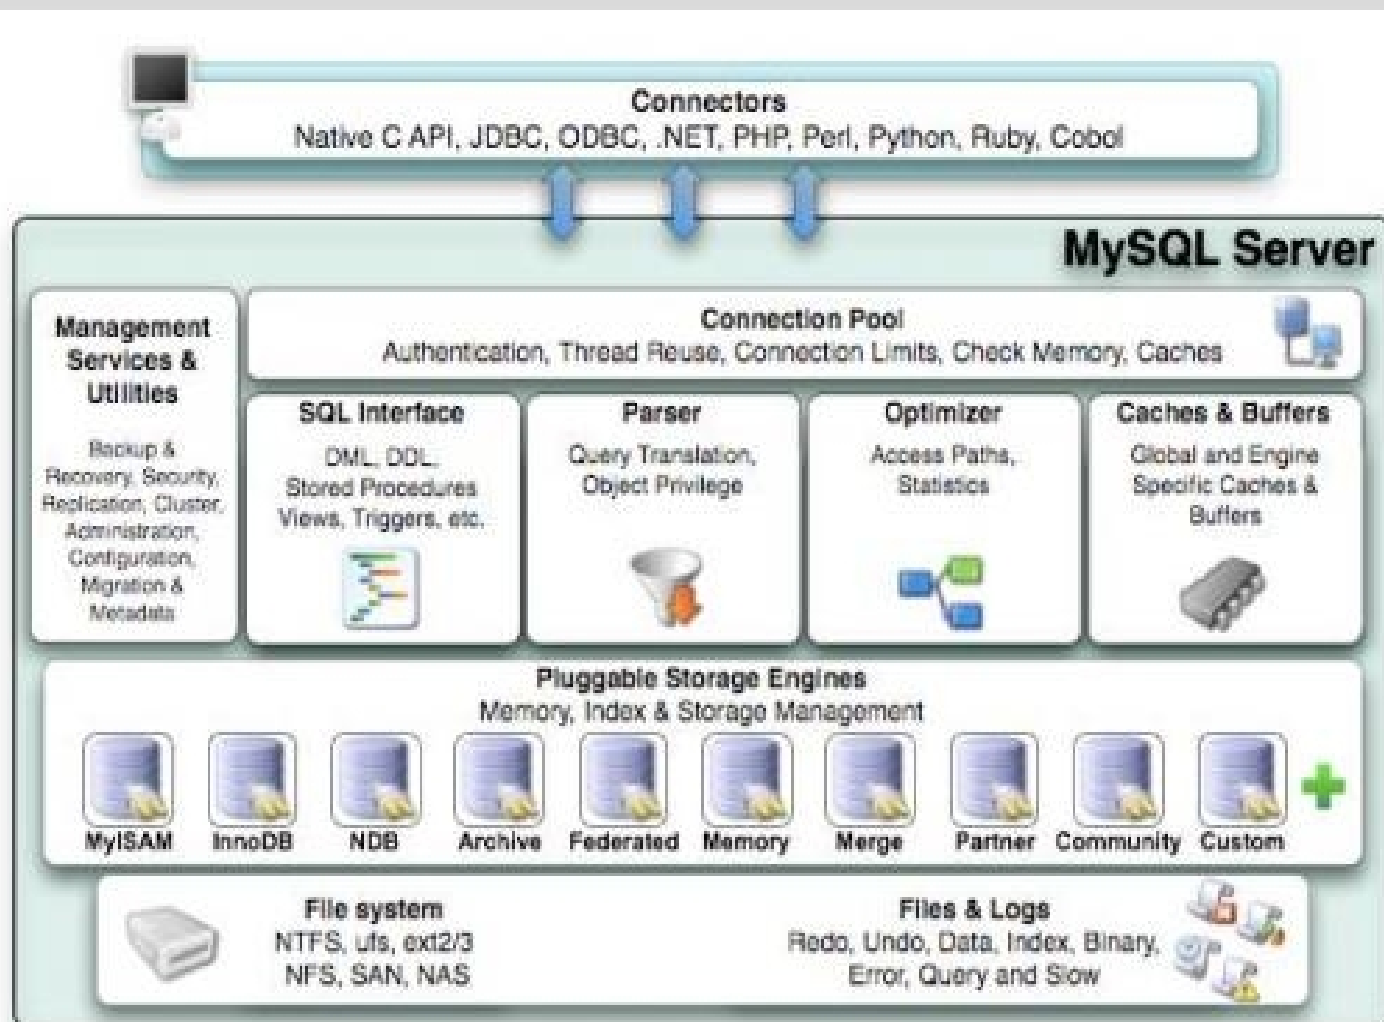 Connectors
Native C API, JDBC, ODBC, .NET, PHP, Perl, Python, Ruby, Cobol
MySQL Server
Management
Services &
Utilities
Backup &
Recovery, Security,
Replication, Cluster,
Administration,
Configuration,
Migration &
Metadata
Connection Pool
Authentication, Thread Reuse, Connection Limits, Check Memory, Caches
SQL Interface
DML, DDL,
Stored Procedures
Views, Triggers, etc.
Parser
Query Translation,
Object Privilege
Optimizer
Access Paths,
Statistics
Caches & Buffers
Global and Engine
Specific Caches &
Buffers
Pluggable Storage Engines
Memory, Index & Storage Management
MyISAM
InnoDB
NDB
Archive
Federated
Memory
Merge
Partner
Community
Custom
File system
NTFS, ufs, ext2/3
NFS, SAN, NAS
Files & Logs
Redo, Undo, Data, Index, Binary,
Error, Query and Slow